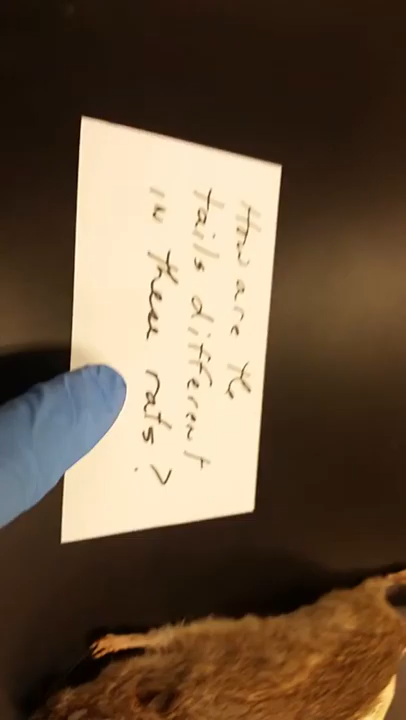 How are the
tails different
in these rats?